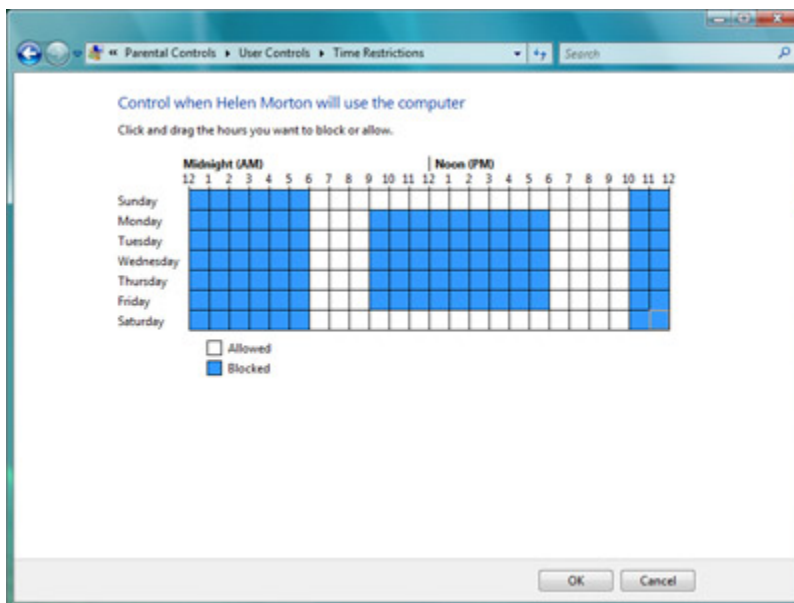 « Parental Controls ▸ User Controls ▸ Time Restrictions
Search
Control when Helen Morton will use the computer
Click and drag the hours you want to block or allow.
Midnight (AM) Noon (PM)
12 1 2 3 4 5 6 7 8 9 10 11 12 1 2 3 4 5 6 7 8 9 10 11 12
Sunday
Monday
Tuesday
Wednesday
Thursday
Friday
Saturday
Allowed
Blocked
OK Cancel